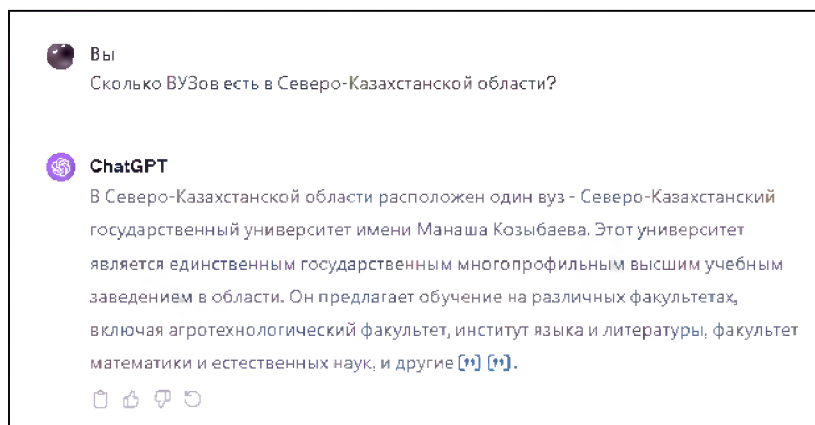 Вы
Сколько ВУЗов есть в Северо-Казахстанской области?
ChatGPT
В Северо-Казахстанской области расположен один вуз - Северо-Казахстанский
государственный университет имени Манаша Козыбаева. Этот университет
является единственным государственным многопрофильным высшим учебным
заведением в области. Он предлагает обучение на различных факультетах,
включая агротехнологический факультет, институт языка и литературы, факультет
математики и естественных наук, и другие [❜❜] [❜❜].